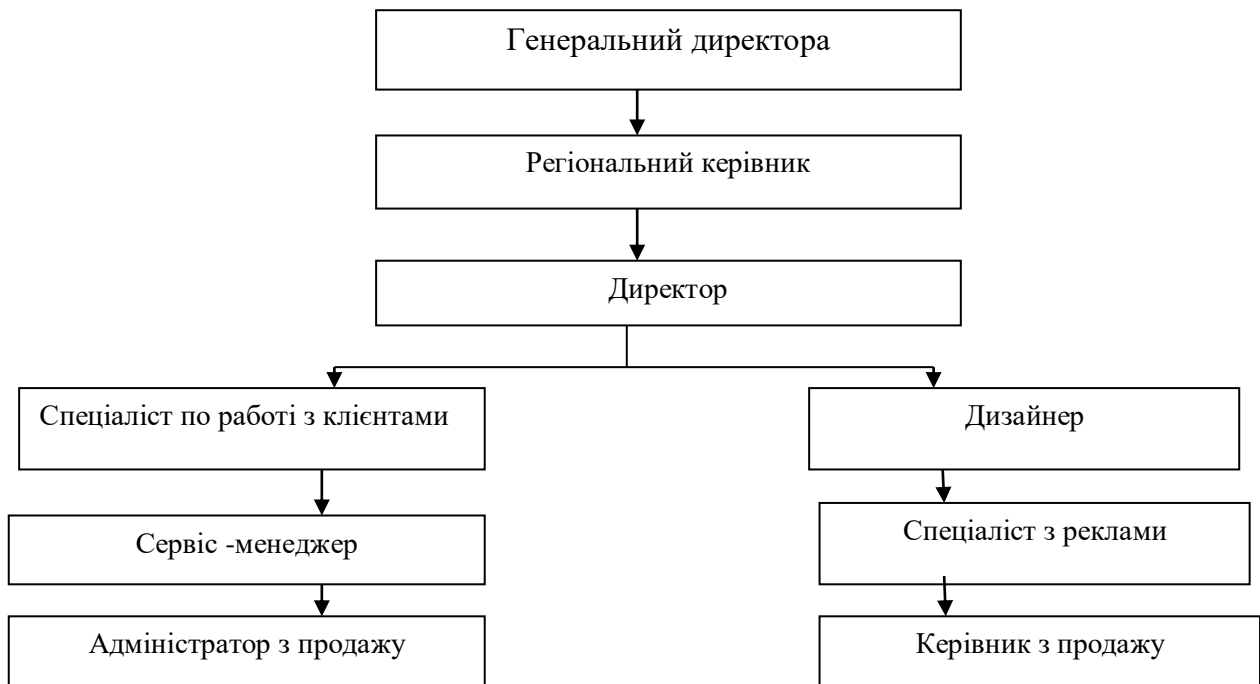 Генеральний директора
Регіональний керівник
Директор
Спеціаліст по работі з клієнтами
Дизайнер
Сервіс -менеджер
Спеціаліст з реклами
Адміністратор з продажу
Керівник з продажу